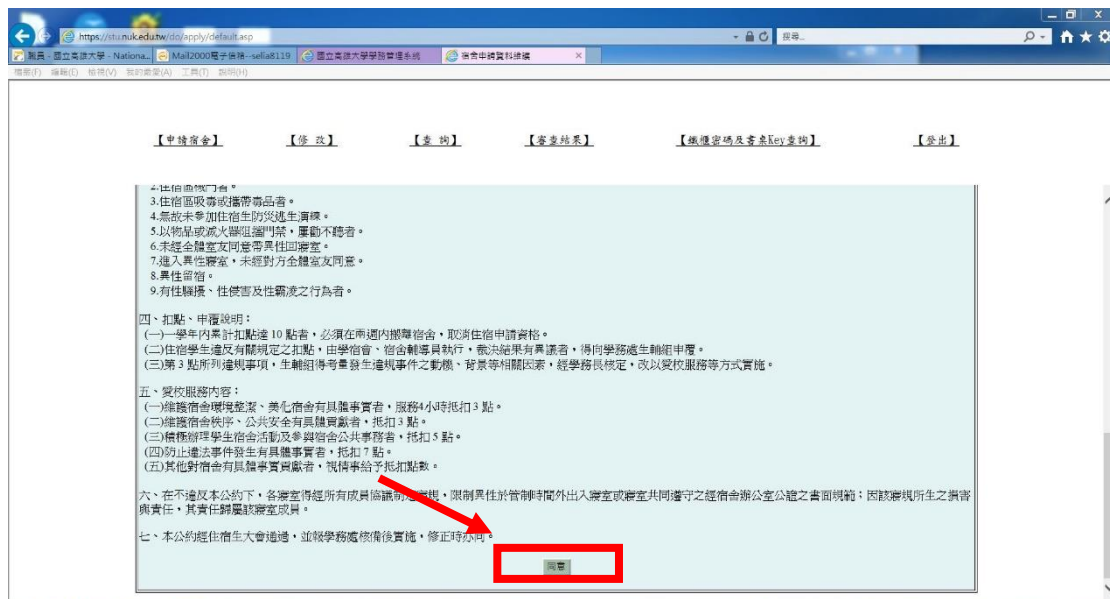 https://stu.nuk.edu.tw/do/apply/default.asp
搜尋...
職員 - 國立高雄大學 - Nationa...
Mail2000電子信箱--selia8119
國立高雄大學學務管理系統
宿舍申請資料維護
檔案(F) 編輯(E) 檢視(V) 我的最愛(A) 工具(T) 說明(H)
【申請宿舍】 【修 改】 【查 詢】 【審查結果】 【鐵櫃密碼及書桌Key查詢】 【登出】
2.住宿區械鬥者。
3.住宿區吸毒或攜帶毒品者。
4.無故未參加住宿生防災逃生演練。
5.以物品或滅火器阻擋門禁，屢勸不聽者。
6.未經全體室友同意帶異性回寢室。
7.進入異性寢室，未經對方全體室友同意。
8.異性留宿。
9.有性騷擾、性侵害及性霸凌之行為者。
四、扣點、申覆說明：
(一)一學年內累計扣點達 10 點者，必須在兩週內搬離宿舍，取消住宿申請資格。
(二)住宿學生違反有關規定之扣點，由學宿會、宿舍輔導員執行，裁決結果有異議者，得向學務處生輔組申覆。
(三)第 3 點所列違規事項，生輔組得考量發生違規事件之動機、背景等相關因素，經學務長核定，改以愛校服務等方式實施。
五、愛校服務內容：
(一)維護宿舍環境整潔、美化宿舍有具體事實者，服務4小時抵扣 3 點。
(二)維護宿舍秩序、公共安全有具體貢獻者，抵扣 3 點。
(三)積極辦理學生宿舍活動及參與宿舍公共事務者，抵扣 5 點。
(四)防止違法事件發生有具體事實者，抵扣 7 點。
(五)其他對宿舍有具體事實貢獻者，視情事給予抵扣點數。
六、在不違反本公約下，各寢室得經所有成員協議制定室規，限制異性於管制時間外出入寢室或寢室共同遵守之經宿舍辦公室公證之書面規範；因該寢規所生之損害
與責任，其責任歸屬該寢室成員。
七、本公約經住宿生大會通過，並報學務處核備後實施，修正時亦同。
同意